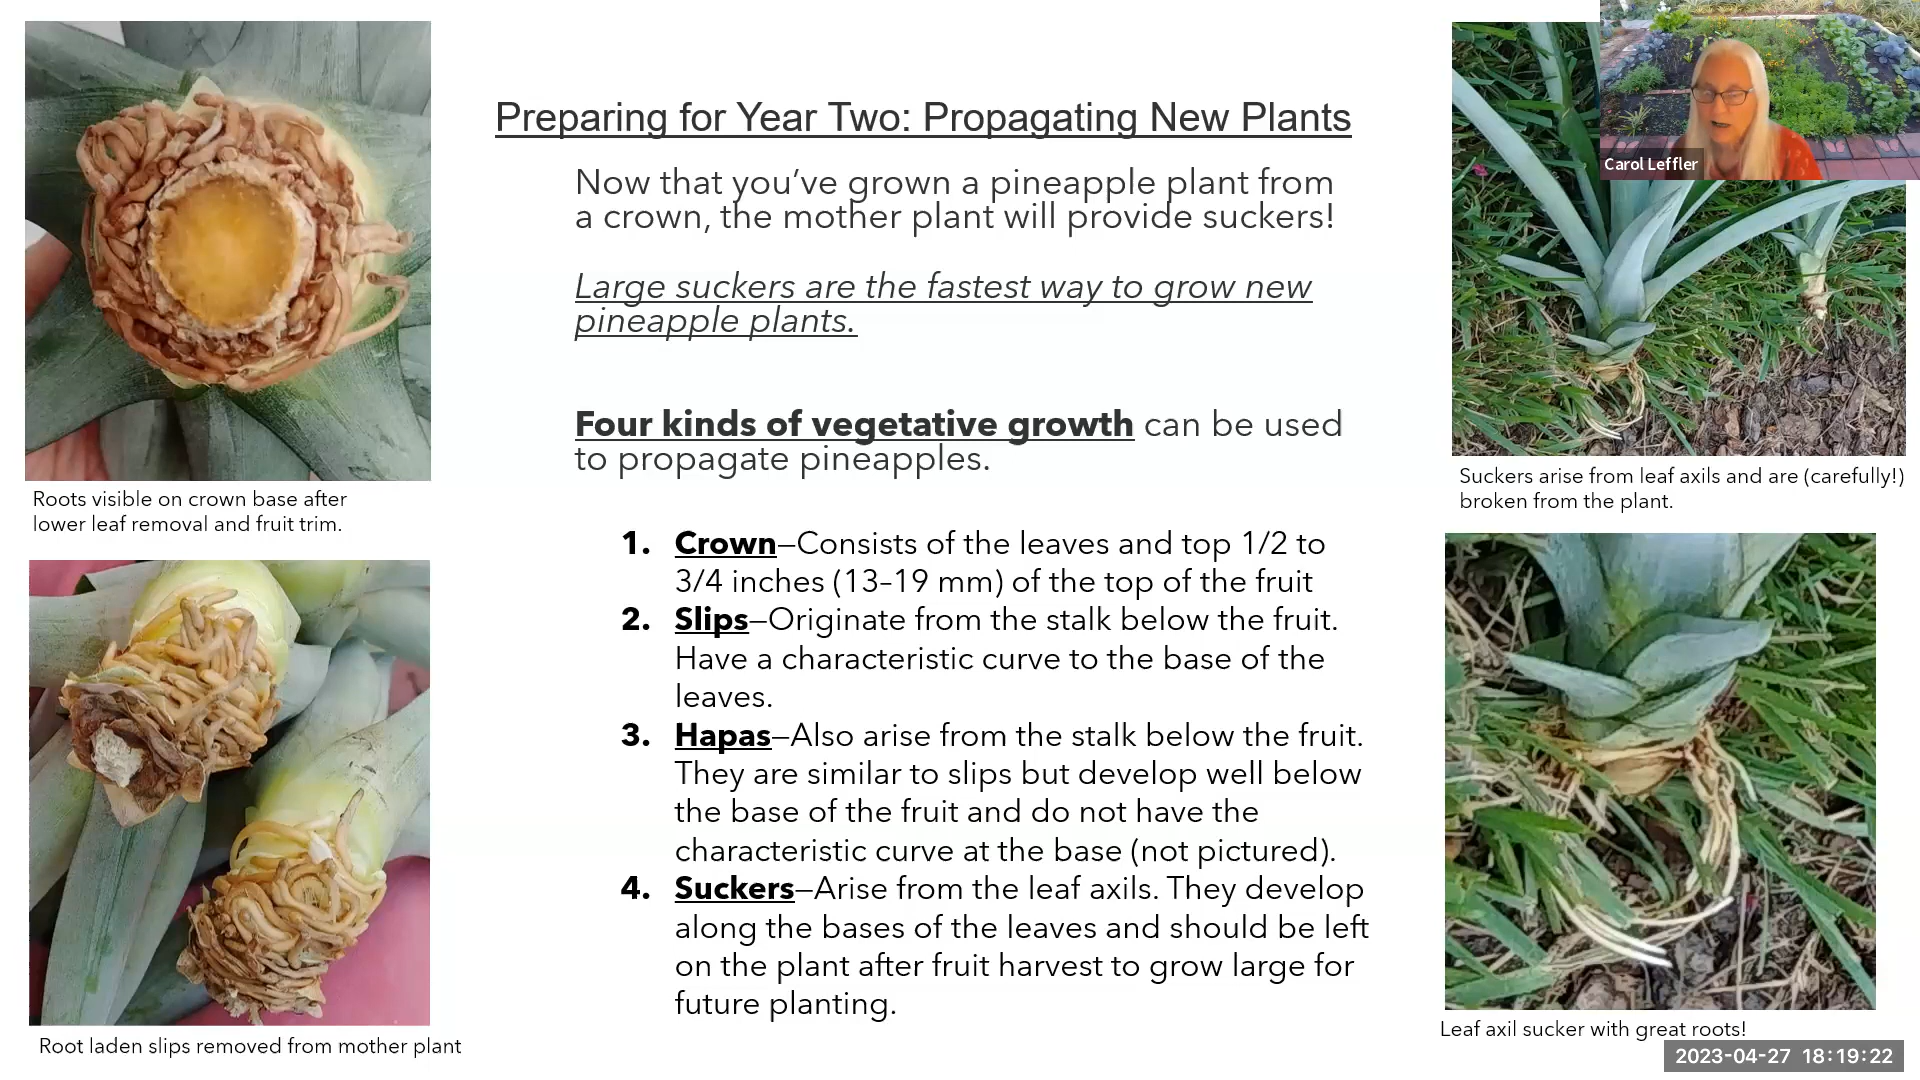 Preparing for Year Two: Propagating New Plants
Now that you’ve grown a pineapple plant from
a crown, the mother plant will provide suckers!
Large suckers are the fastest way to grow new
pineapple plants.
Four kinds of vegetative growth can be used
to propagate pineapples.
1. Crown—Consists of the leaves and top 1/2 to
3/4 inches (13–19 mm) of the top of the fruit
2. Slips—Originate from the stalk below the fruit.
Have a characteristic curve to the base of the
leaves.
3. Hapas—Also arise from the stalk below the fruit.
They are similar to slips but develop well below
the base of the fruit and do not have the
characteristic curve at the base (not pictured).
4. Suckers—Arise from the leaf axils. They develop
along the bases of the leaves and should be left
on the plant after fruit harvest to grow large for
future planting.
Roots visible on crown base after
lower leaf removal and fruit trim.
Root laden slips removed from mother plant
Carol Leffler
Suckers arise from leaf axils and are (carefully!)
broken from the plant.
Leaf axil sucker with great roots!
2023-04-27 18:19:22